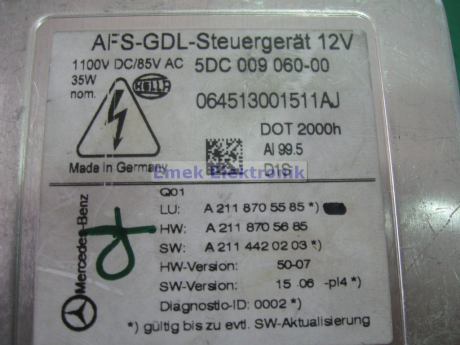 AFS-GDL-Steuergerät 12V
1100V DC/85V AC 5DC 009 060-00
35W
nom.
HELLA
064513001511AJ
DOT 2000h
Al 99.5
Made in Germany
D1S
Emek Elektronik
Q01
LU: A 211 870 55 85 *)
HW: A 211 870 56 85
SW: A 211 442 02 03 *)
HW-Version: 50-07
SW-Version: 15 .06 -pl4 *)
Diagnostic-ID: 0002 *)
*) gültig bis zu evtl. SW-Aktualisierung
Mercedes-Benz